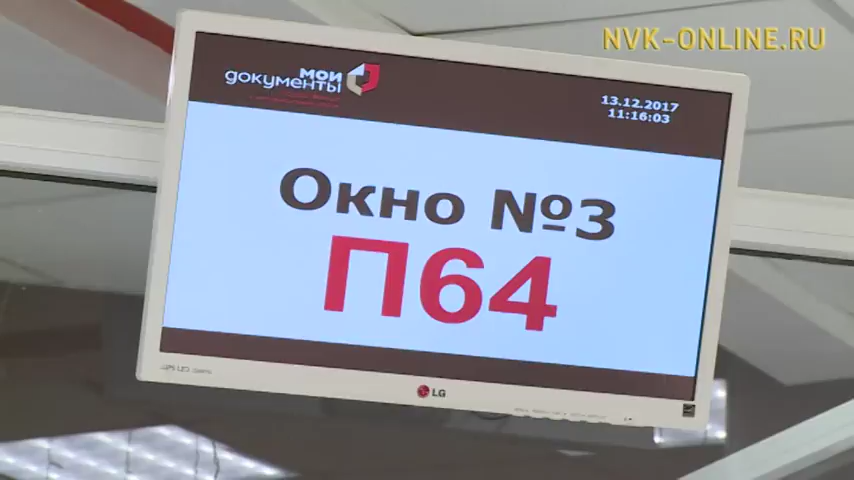 NVK-ONLINE.RU
мои
документы
13.12.2017
11:16:03
Окно №3
П64
LG